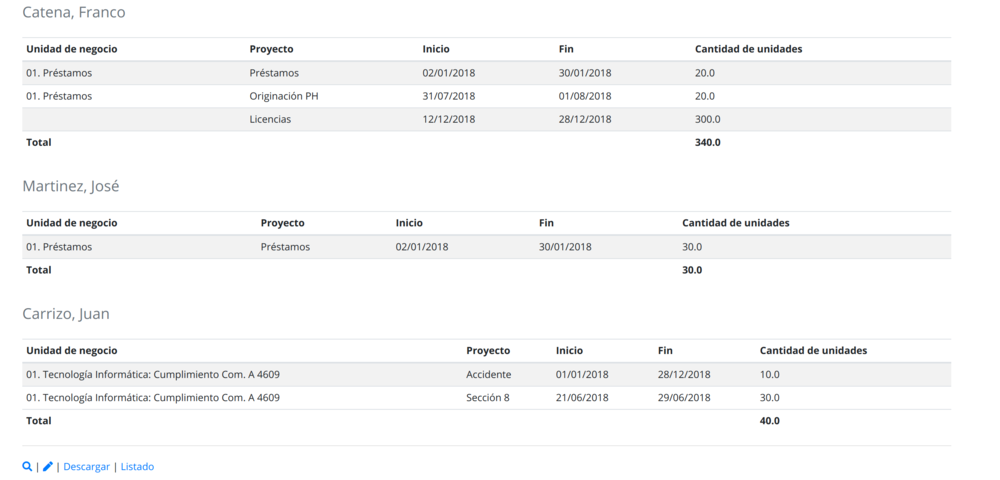 Catena, Franco
Unidad de negocio Proyecto Inicio Fin Cantidad de unidades
01. Préstamos Préstamos 02/01/2018 30/01/2018 20.0
01. Préstamos Originación PH 31/07/2018 01/08/2018 20.0
Licencias 12/12/2018 28/12/2018 300.0
Total 340.0
Martinez, José
Unidad de negocio Proyecto Inicio Fin Cantidad de unidades
01. Préstamos Préstamos 02/01/2018 30/01/2018 30.0
Total 30.0
Carrizo, Juan
Unidad de negocio Proyecto Inicio Fin Cantidad de unidades
01. Tecnología Informática: Cumplimiento Com. A 4609 Accidente 01/01/2018 28/12/2018 10.0
01. Tecnología Informática: Cumplimiento Com. A 4609 Sección 8 21/06/2018 29/06/2018 30.0
Total 40.0
| | Descargar | Listado